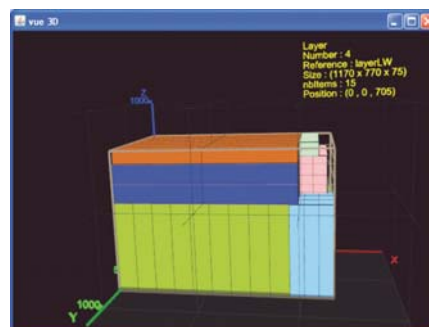 vue 3D
Layer
Number : 4
Reference : layerLW
Size : (1170 x 770 x 75)
nbItems : 15
Position : (0 , 0 , 705)
Z
1000
X
1000
Y